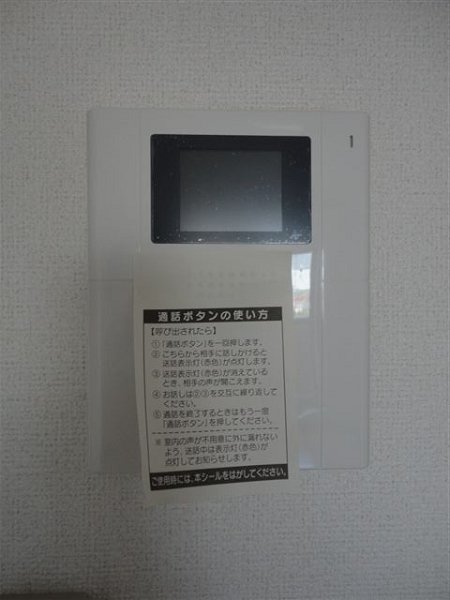 通話ボタンの使い方
【呼び出されたら】
①「通話ボタン」を一回押します。
②こちらから相手に話しかけると
送話表示灯(赤色)が点灯します。
③送話表示灯(赤色)が消えている
とき、相手の声が聞こえます。
④お話しは②③を交互に繰り返して
ください。
⑤通話を終了するときはもう一度
「通話ボタン」を押してください。
※室内の声が不用意に外に漏れない
よう、送話中は表示灯(赤色)が
点灯してお知らせします。
ご使用時には、本シールをはがしてください。